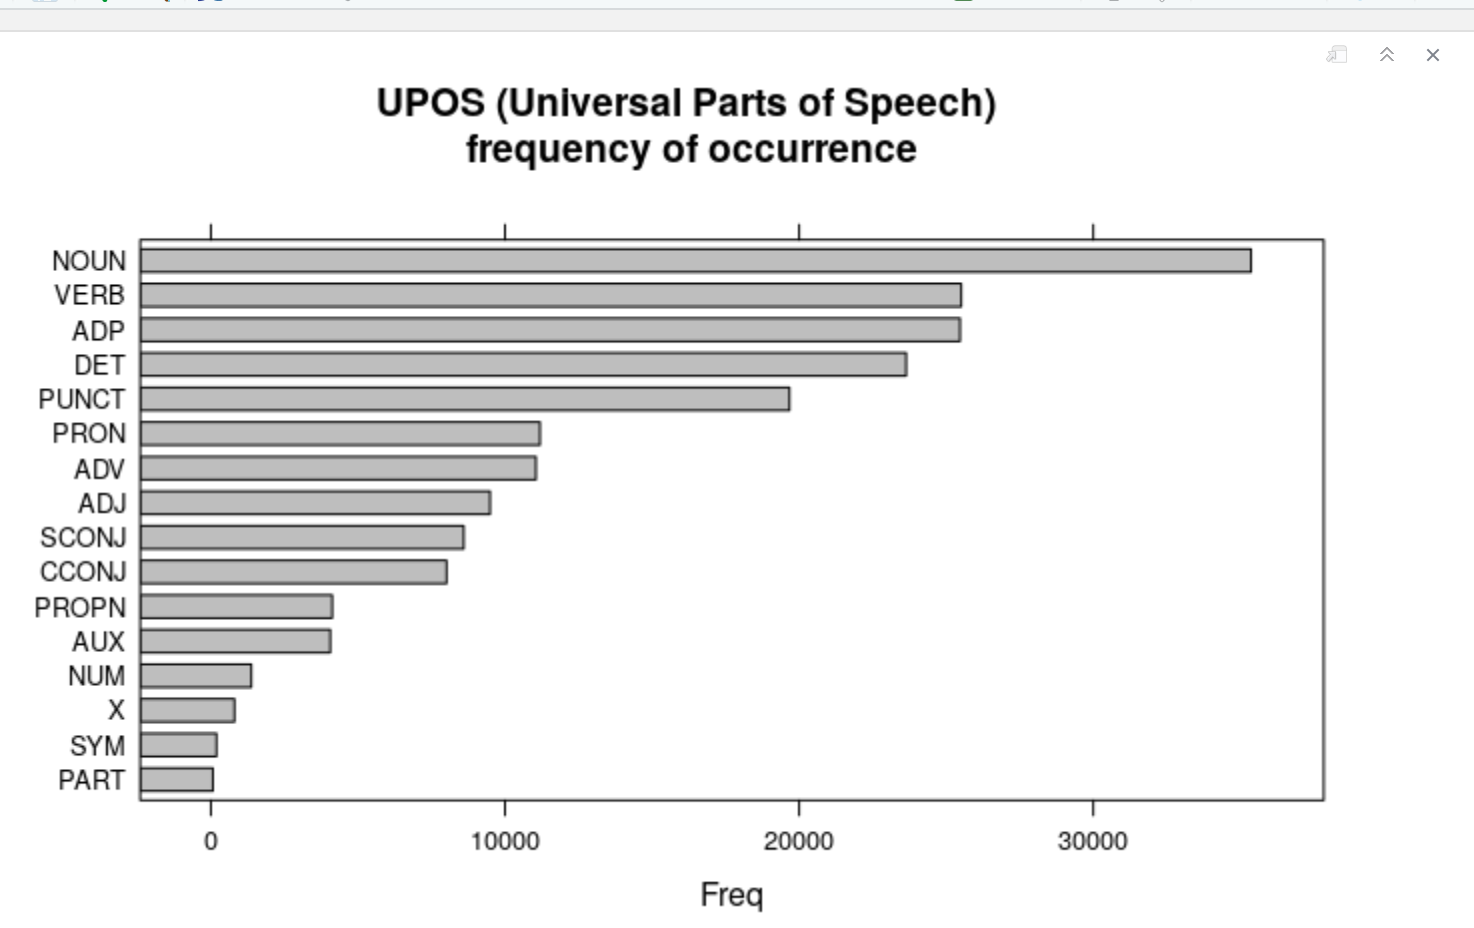 UPOS (Universal Parts of Speech)
frequency of occurrence
NOUN
VERB
ADP
DET
PUNCT
PRON
ADV
ADJ
SCONJ
CCONJ
PROPN
AUX
NUM
X
SYM
PART
0 10000 20000 30000
Freq